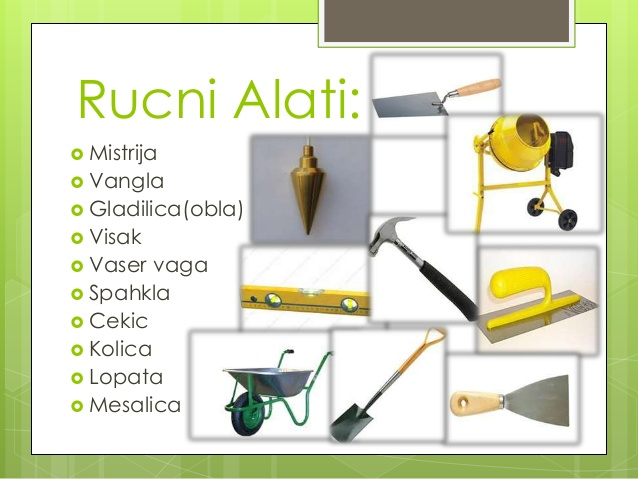 Rucni Alati:
Mistrija
Vangla
Gladilica(obla)
Visak
Vaser vaga
Spahkla
Cekic
Kolica
Lopata
Mesalica